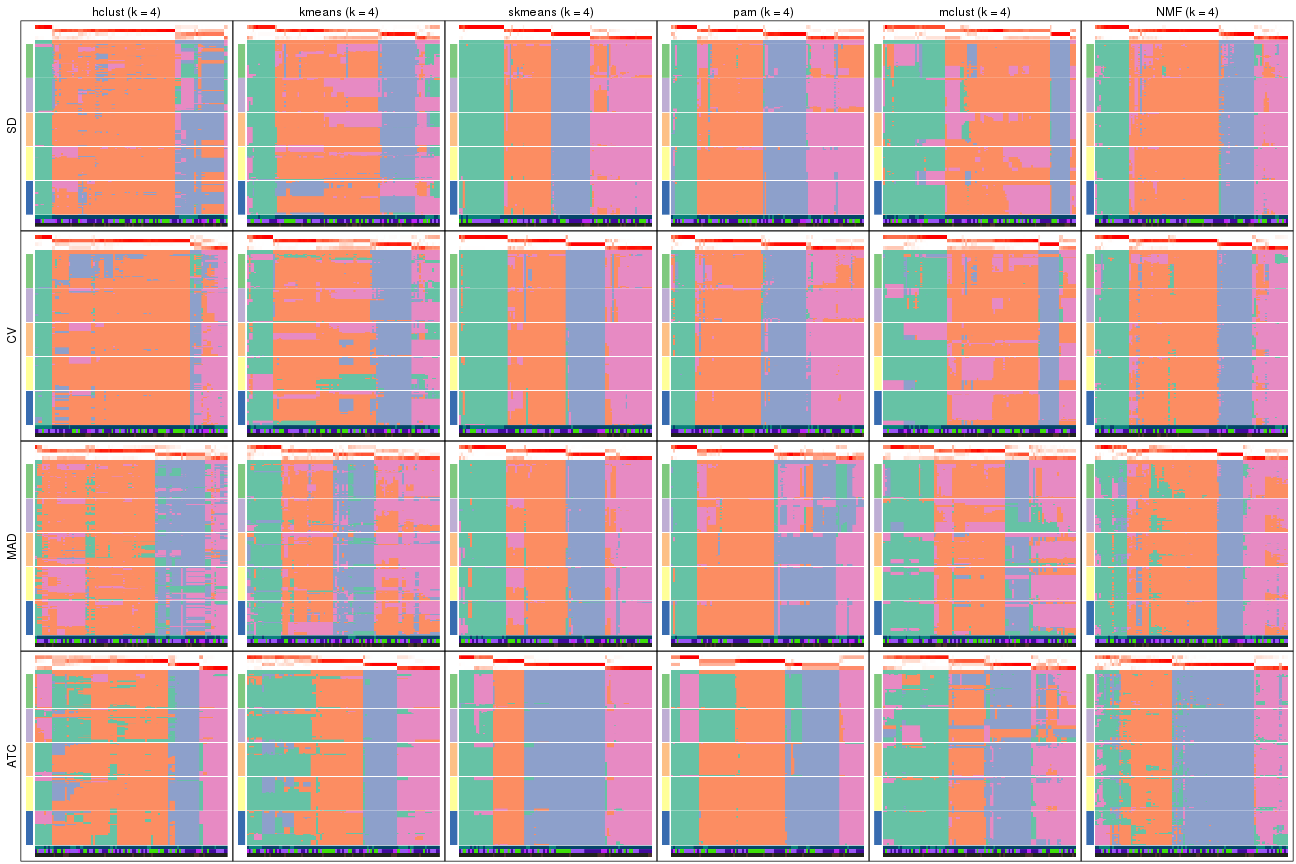 hclust (k = 4)
kmeans (k = 4)
skmeans (k = 4)
pam (k = 4)
mclust (k = 4)
NMF (k = 4)
SD
CV
MAD
ATC